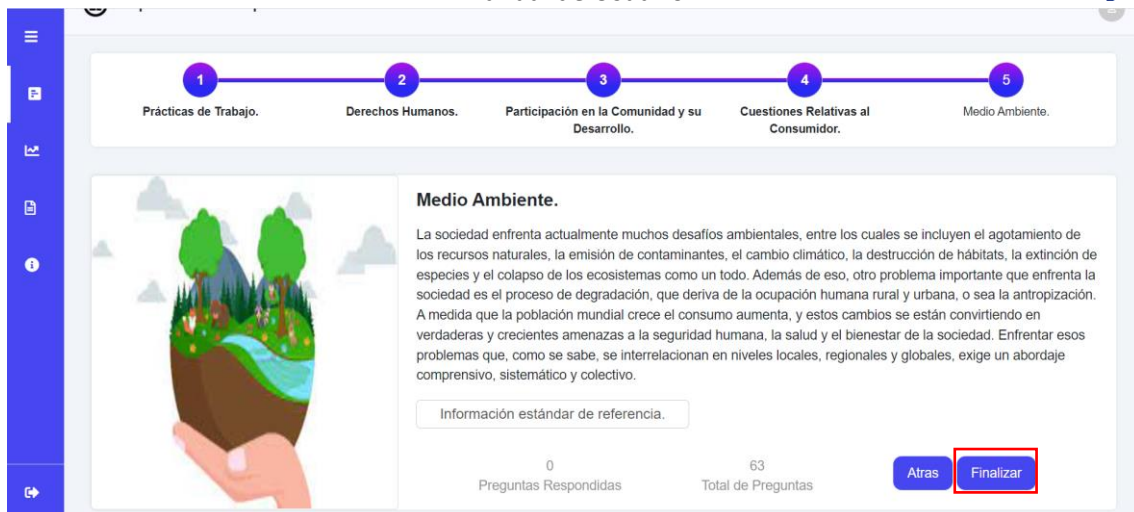 1
2
3
4
5
Prácticas de Trabajo.
Derechos Humanos.
Participación en la Comunidad y su
Desarrollo.
Cuestiones Relativas al
Consumidor.
Medio Ambiente.
Medio Ambiente.
La sociedad enfrenta actualmente muchos desafíos ambientales, entre los cuales se incluyen el agotamiento de
los recursos naturales, la emisión de contaminantes, el cambio climático, la destrucción de hábitats, la extinción de
especies y el colapso de los ecosistemas como un todo. Además de eso, otro problema importante que enfrenta la
sociedad es el proceso de degradación, que deriva de la ocupación humana rural y urbana, o sea la antropización.
A medida que la población mundial crece el consumo aumenta, y estos cambios se están convirtiendo en
verdaderas y crecientes amenazas a la seguridad humana, la salud y el bienestar de la sociedad. Enfrentar esos
problemas que, como se sabe, se interrelacionan en niveles locales, regionales y globales, exige un abordaje
comprensivo, sistemático y colectivo.
Información estándar de referencia.
0
Preguntas Respondidas
63
Total de Preguntas
Atras
Finalizar